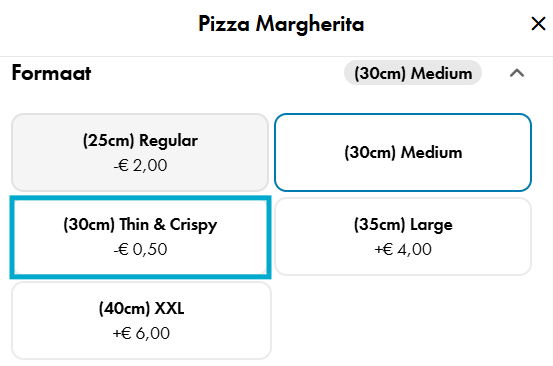 Pizza Margherita
Formaat
(30cm) Medium
(25cm) Regular
-€ 2,00
(30cm) Medium
(30cm) Thin & Crispy
-€ 0,50
(35cm) Large
+€ 4,00
(40cm) XXL
+€ 6,00